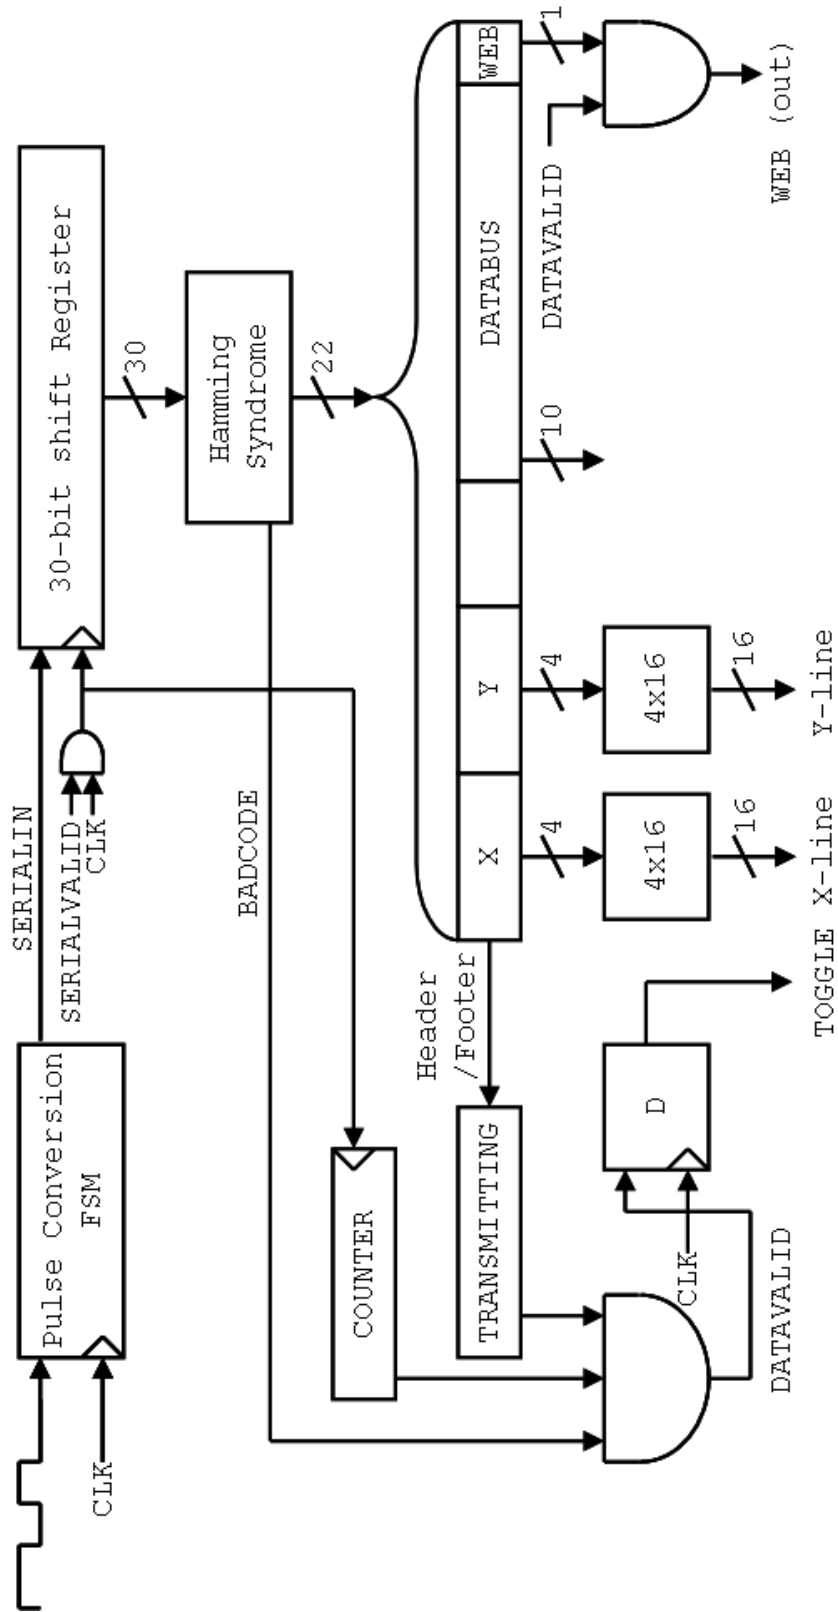 Pulse Conversion
FSM
CLK
SERIALIN
SERIALVALID
CLK
30-bit shift Register
30
Hamming
Syndrome
22
BADCODE
COUNTER
Header
/Footer
TRANSMITTING
X
Y
DATABUS
WEB
4
4
10
1
DATAVALID
4x16
4x16
16
16
D
CLK
DATAVALID
TOGGLE
X-line
Y-line
WEB (out)